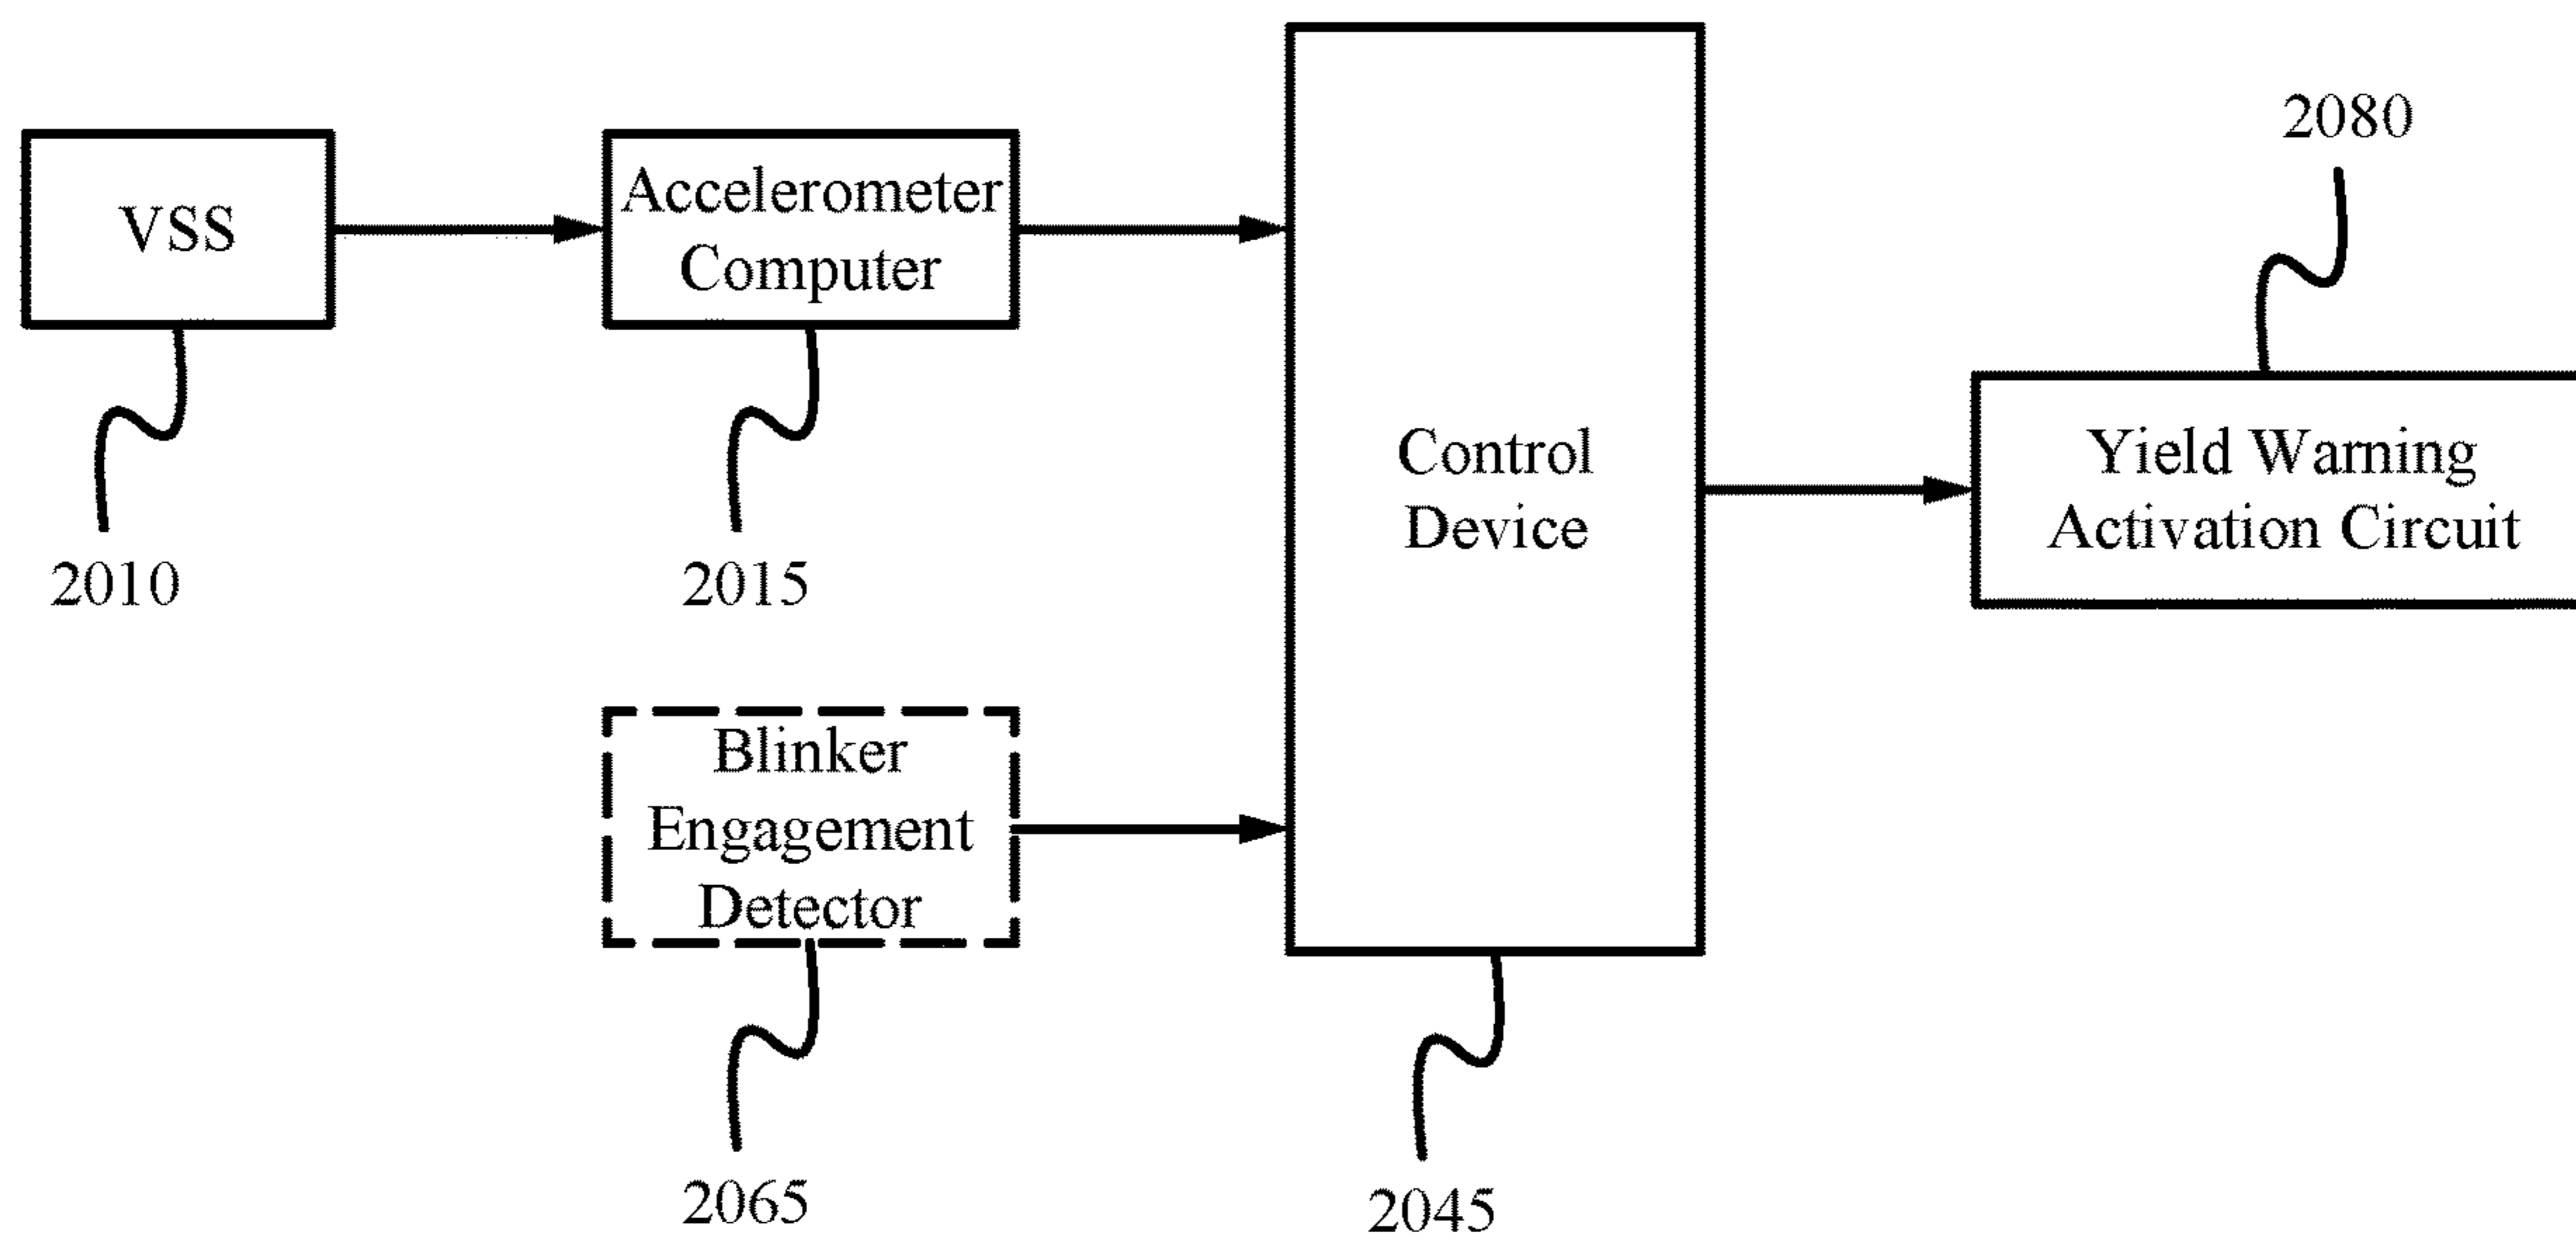 2080
VSS
Accelerometer
Computer
Control
Device
Yield Warning
Activation Circuit
2010
2015
Blinker
Engagement
Detector
2065
2045